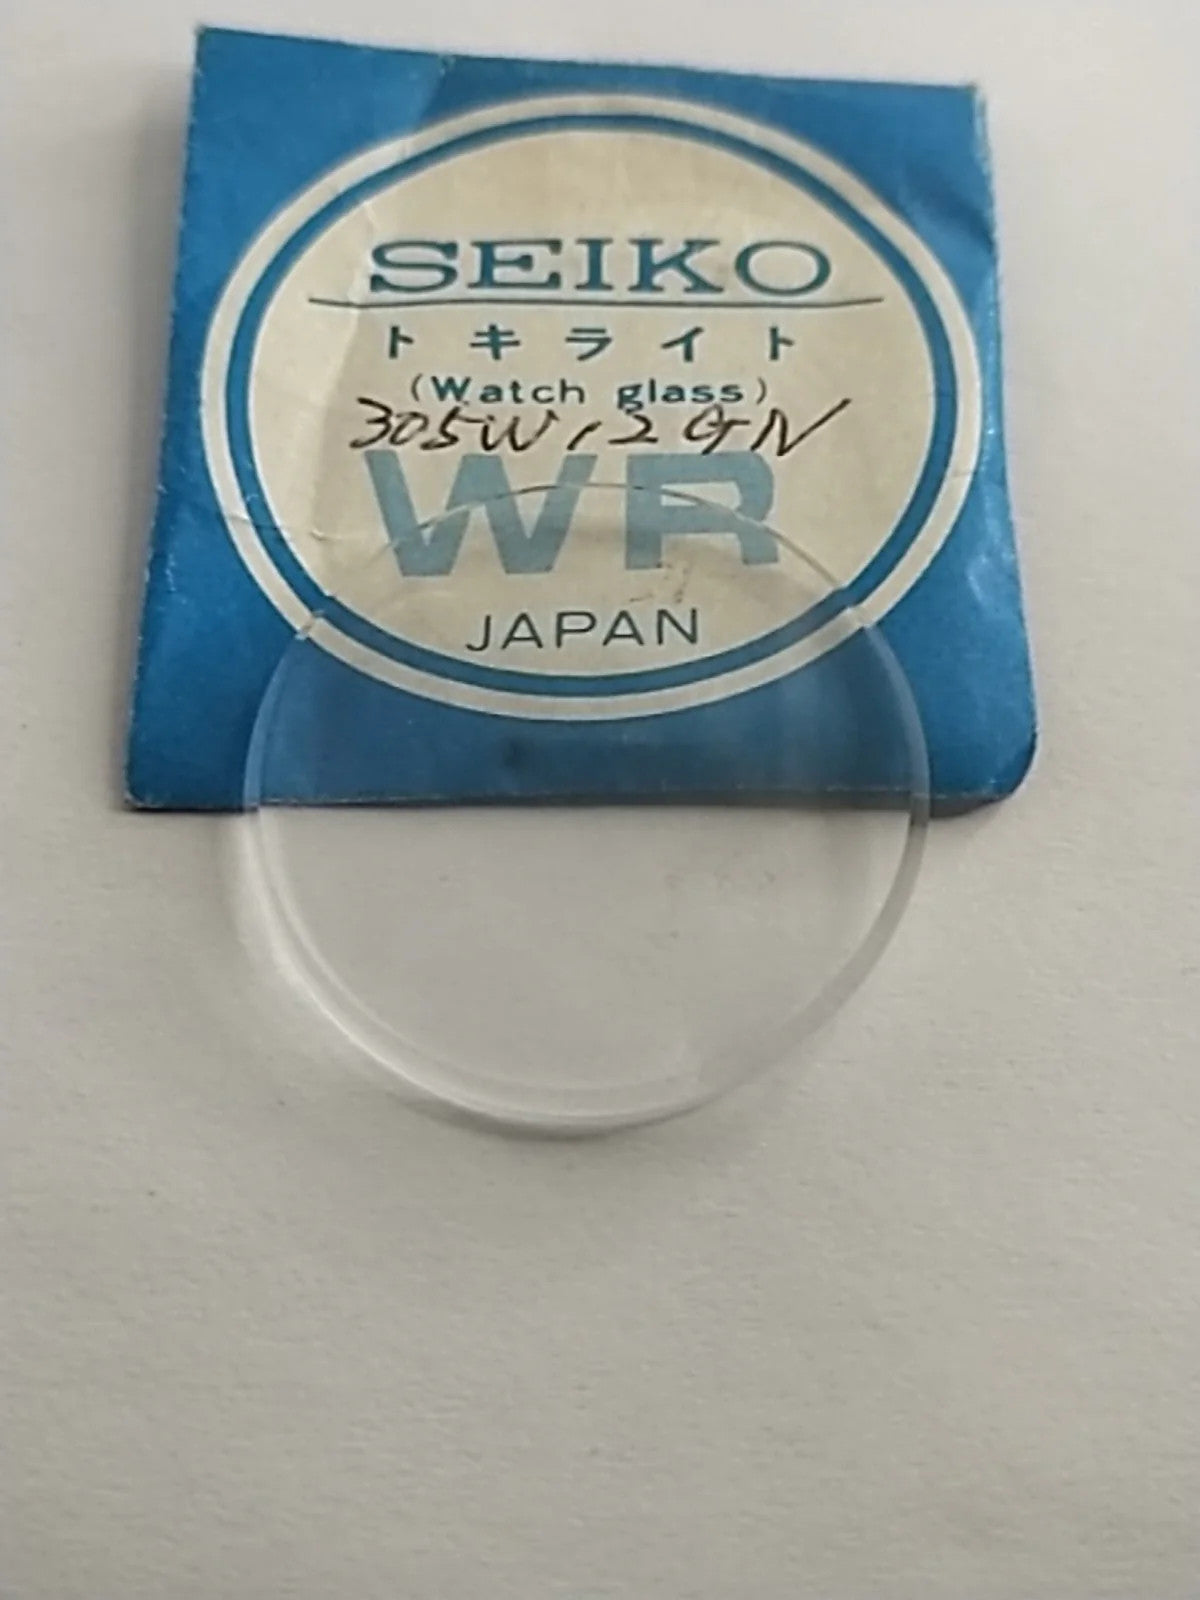 SEIKO
トキライト
(Watch glass)
305W12GN
WR
JAPAN